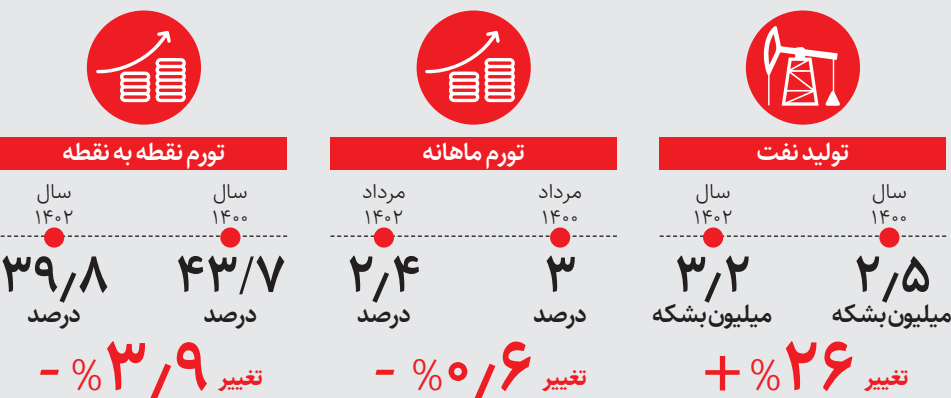 تولید نفت
سال ۱۴۰۰
۲٫۵
میلیون بشکه
سال ۱۴۰۲
۳٫۲
میلیون بشکه
تغییر ۲۶% +
تورم ماهانه
مرداد ۱۴۰۰
۳
درصد
مرداد ۱۴۰۲
۲٫۴
درصد
تغییر ۰٫۶% -
تورم نقطه به نقطه
سال ۱۴۰۰
۴۳/۷
درصد
سال ۱۴۰۲
۳۹٫۸
درصد
تغییر ۳٫۹% -